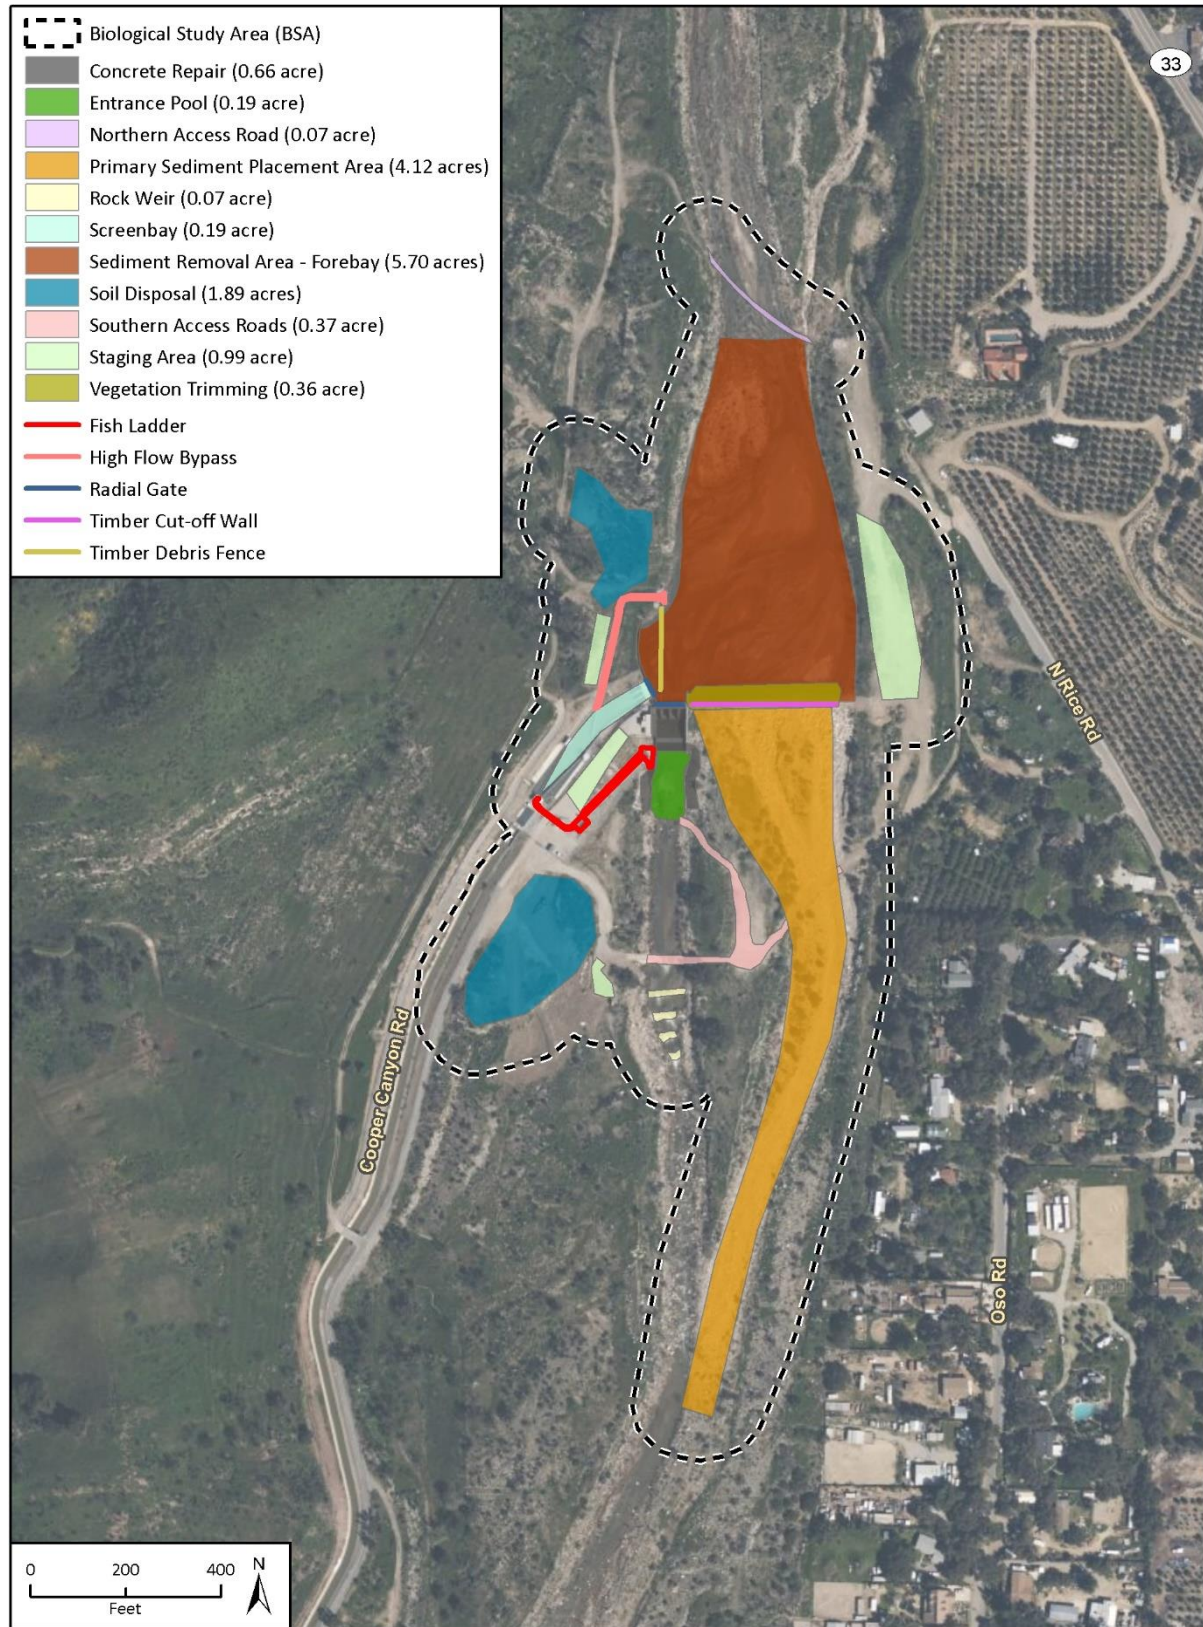 Biological Study Area (BSA)
Concrete Repair (0.66 acre)
Entrance Pool (0.19 acre)
Northern Access Road (0.07 acre)
Primary Sediment Placement Area (4.12 acres)
Rock Weir (0.07 acre)
Screenbay (0.19 acre)
Sediment Removal Area - Forebay (5.70 acres)
Soil Disposal (1.89 acres)
Southern Access Roads (0.37 acre)
Staging Area (0.99 acre)
Vegetation Trimming (0.36 acre)
Fish Ladder
High Flow Bypass
Radial Gate
Timber Cut-off Wall
Timber Debris Fence
33
N Rice Rd
Cooper Canyon Rd
Oso Rd
0 200 400
Feet
N